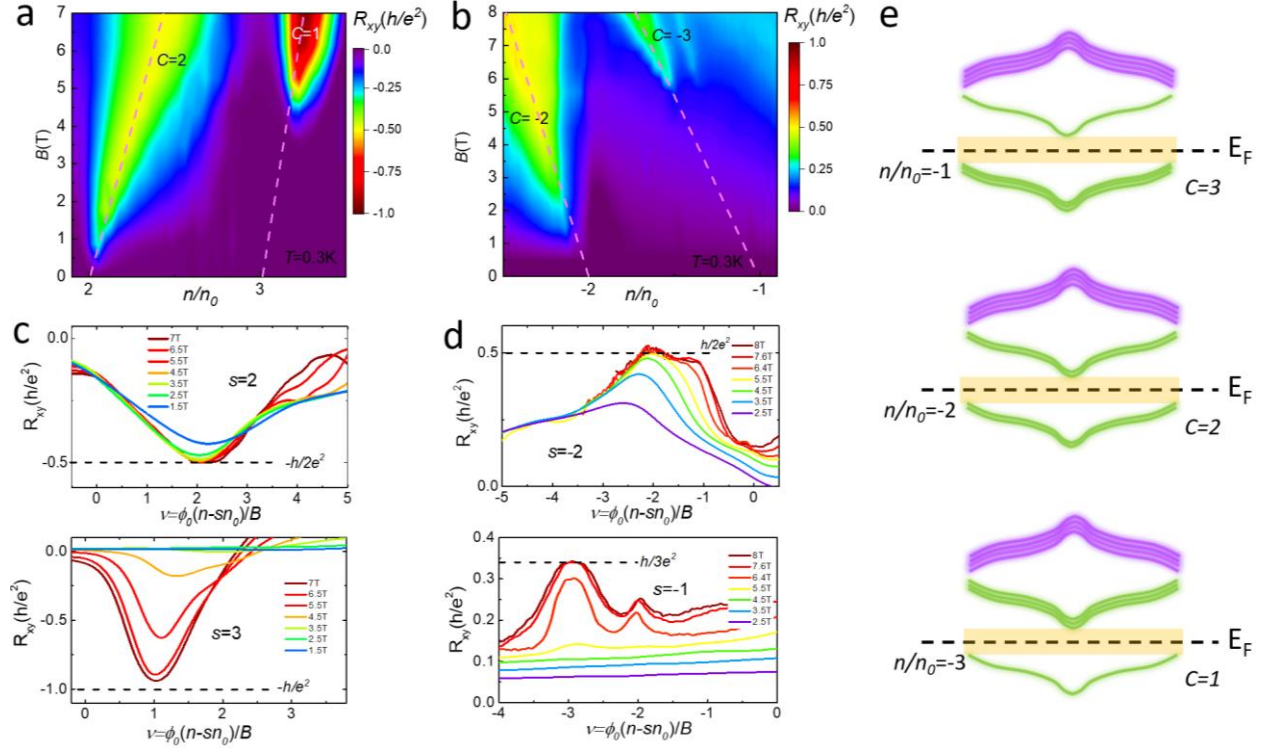 a
R_xy(h/e²)
C=2
C=1
0.0
-0.25
-0.50
-0.75
-1.0
8
7
6
5
4
3
2
1
0
B(T)
T=0.3K
2
3
n/n₀
b
R_xy(h/e²)
C= -3
C= -2
1.0
0.75
0.50
0.25
0.0
8
7
6
5
4
3
2
1
0
B(T)
T=0.3K
-2
-1
n/n₀
c
0.0
-0.5
R_xy(h/e²)
7T
6.5T
5.5T
4.5T
3.5T
2.5T
1.5T
s=2
-h/2e²
0 1 2 3 4 5
ν=ϕ₀(n-sn₀)/B
0.0
-0.5
-1.0
R_xy(h/e²)
s=3
7T
6.5T
5.5T
4.5T
3.5T
2.5T
1.5T
-h/e²
0 1 2 3
ν=ϕ₀(n-sn₀)/B
d
0.5
0.0
R_xy(h/e²)
h/2e²
8T
7.6T
6.4T
5.5T
4.5T
3.5T
2.5T
s=-2
-5 -4 -3 -2 -1 0
ν=ϕ₀(n-sn₀)/B
0.4
0.3
0.2
0.1
0.0
R_xy(h/e²)
h/3e²
s=-1
8T
7.6T
6.4T
5.5T
4.5T
3.5T
2.5T
-4 -3 -2 -1 0
ν=ϕ₀(n-sn₀)/B
e
E_F
n/n₀=-1
C=3
E_F
n/n₀=-2
C=2
E_F
n/n₀=-3
C=1